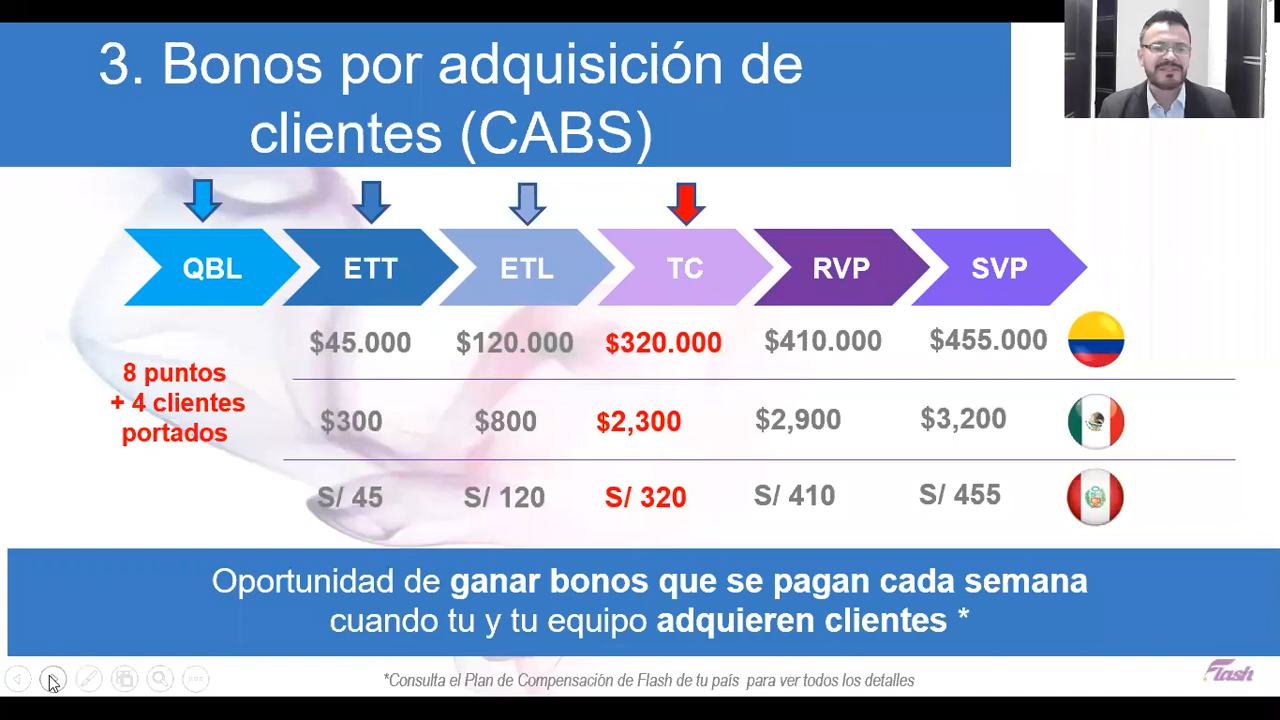 3. Bonos por adquisición de
clientes (CABS)
QBL ETT ETL TC RVP SVP
$45.000 $120.000 $320.000 $410.000 $455.000
8 puntos
+ 4 clientes
portados
$300 $800 $2,300 $2,900 $3,200
S/ 45 S/ 120 S/ 320 S/ 410 S/ 455
Oportunidad de ganar bonos que se pagan cada semana
cuando tu y tu equipo adquieren clientes *
*Consulta el Plan de Compensación de Flash de tu país para ver todos los detalles
Flash